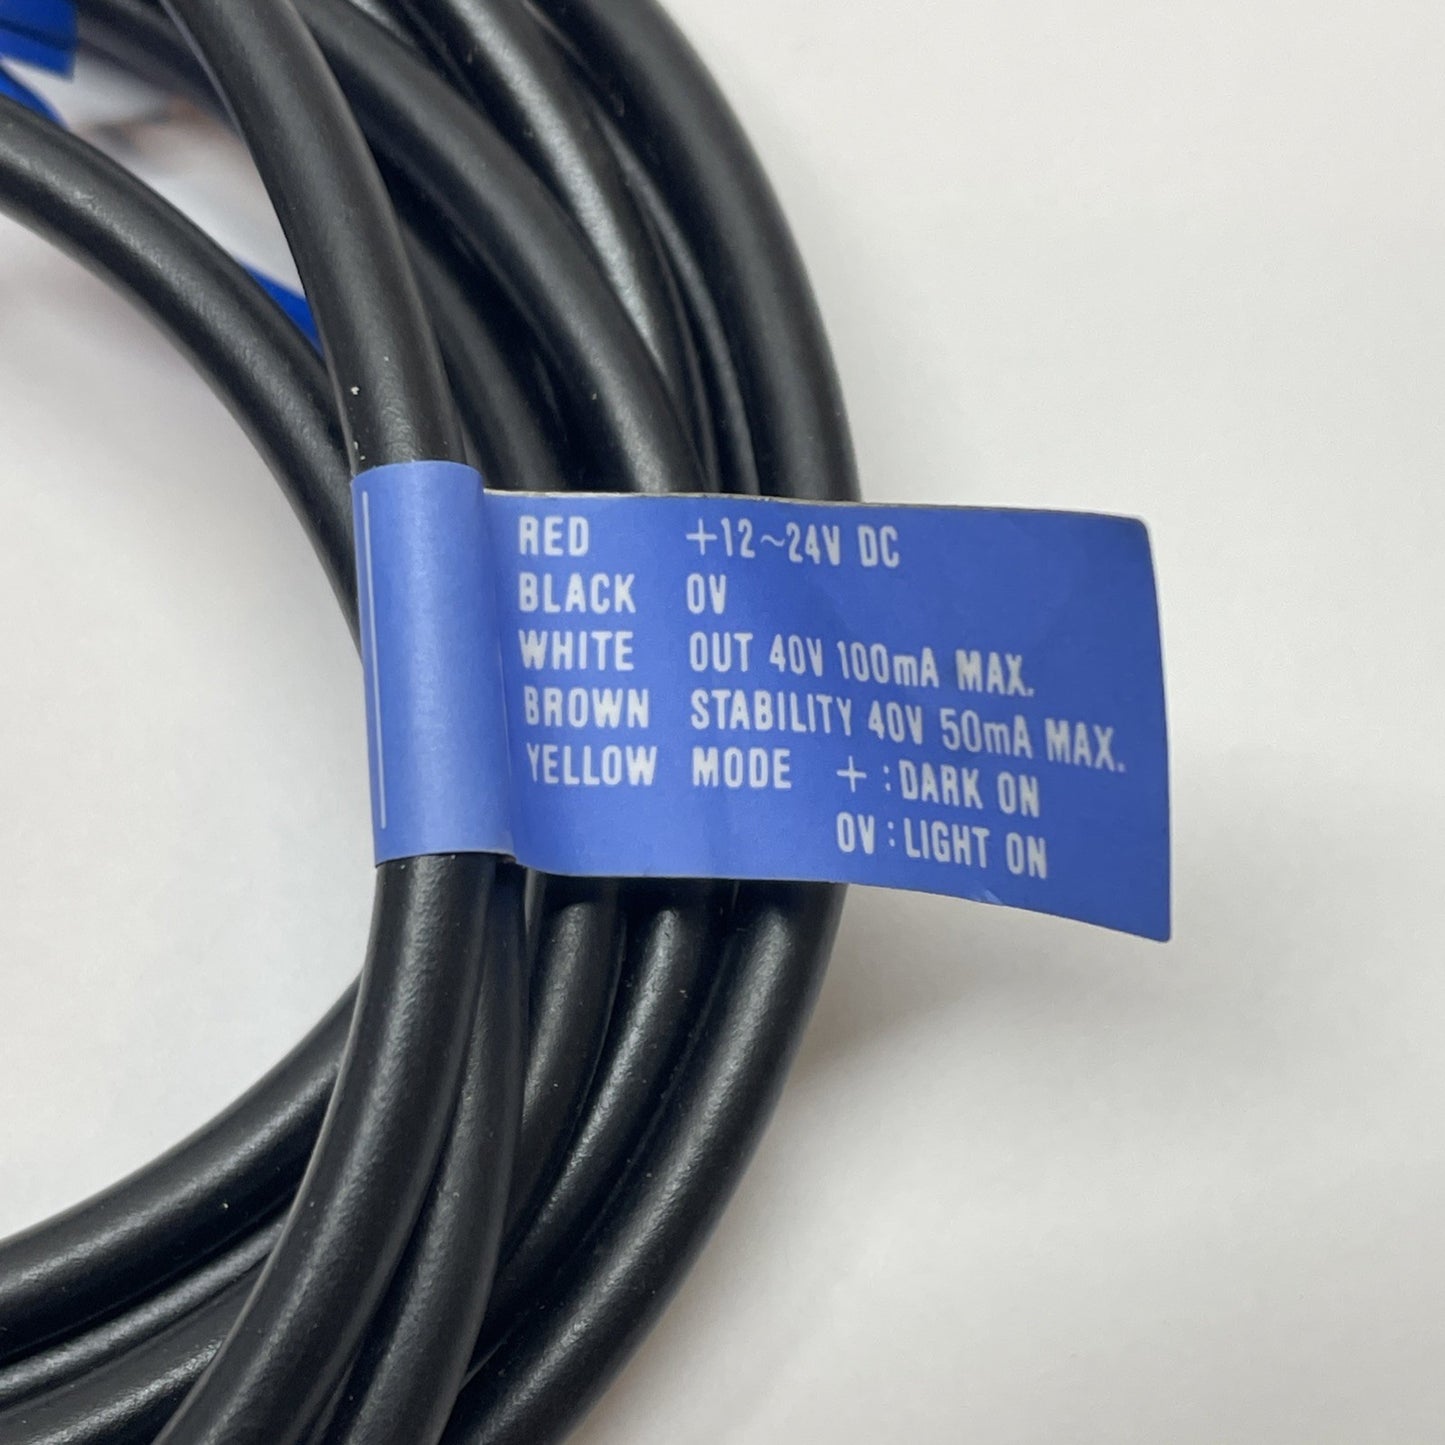 RED +12~24V DC
BLACK 0V
WHITE OUT 40V 100mA MAX.
BROWN STABILITY 40V 50mA MAX.
YELLOW MODE + : DARK ON
0V : LIGHT ON